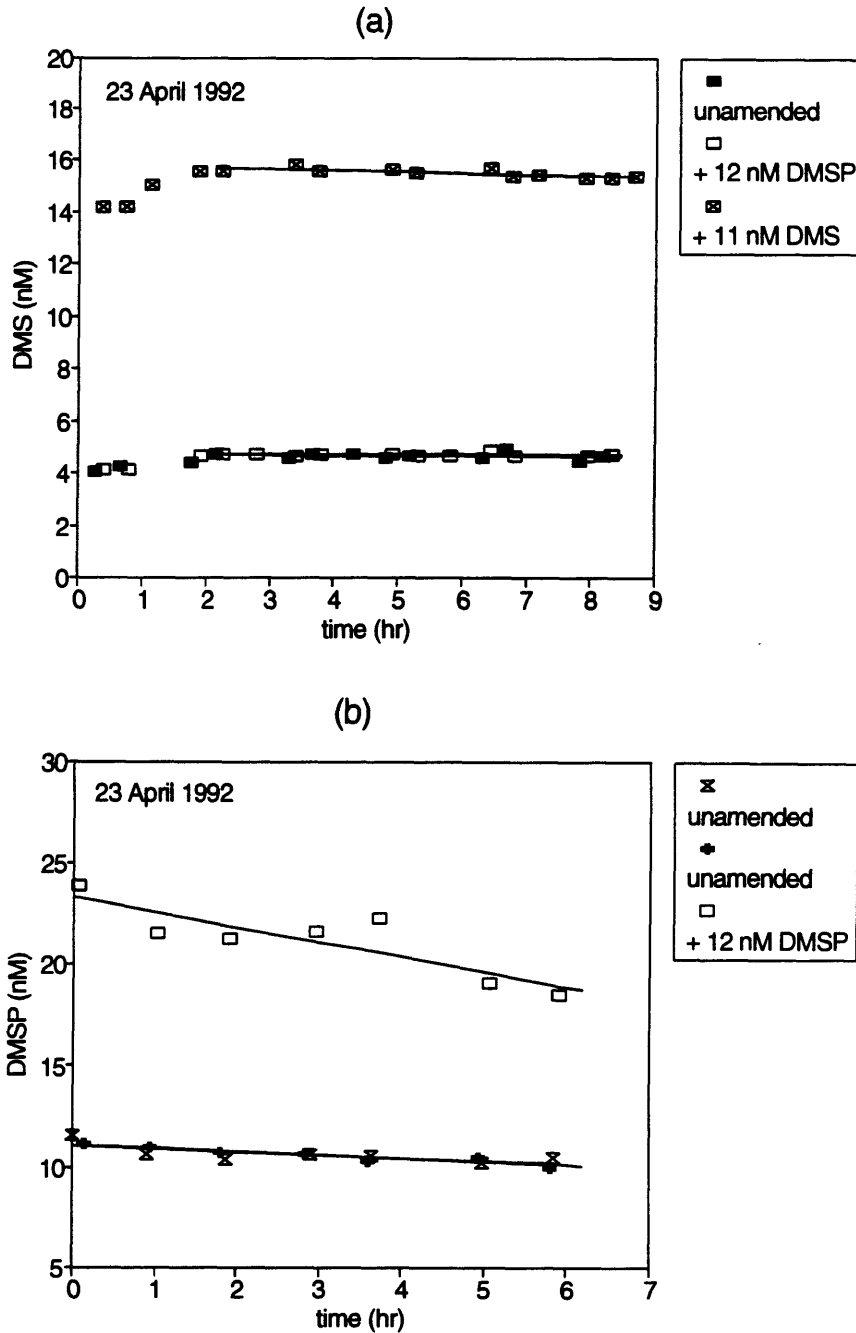 (a)
20
18
16
14
12
10
8
6
4
2
0
DMS (nM)
23 April 1992
0 1 2 3 4 5 6 7 8 9
time (hr)
unamended
+ 12 nM DMSP
+ 11 nM DMS
(b)
30
25
20
15
10
5
DMSP (nM)
23 April 1992
0 1 2 3 4 5 6 7
time (hr)
unamended
unamended
+ 12 nM DMSP